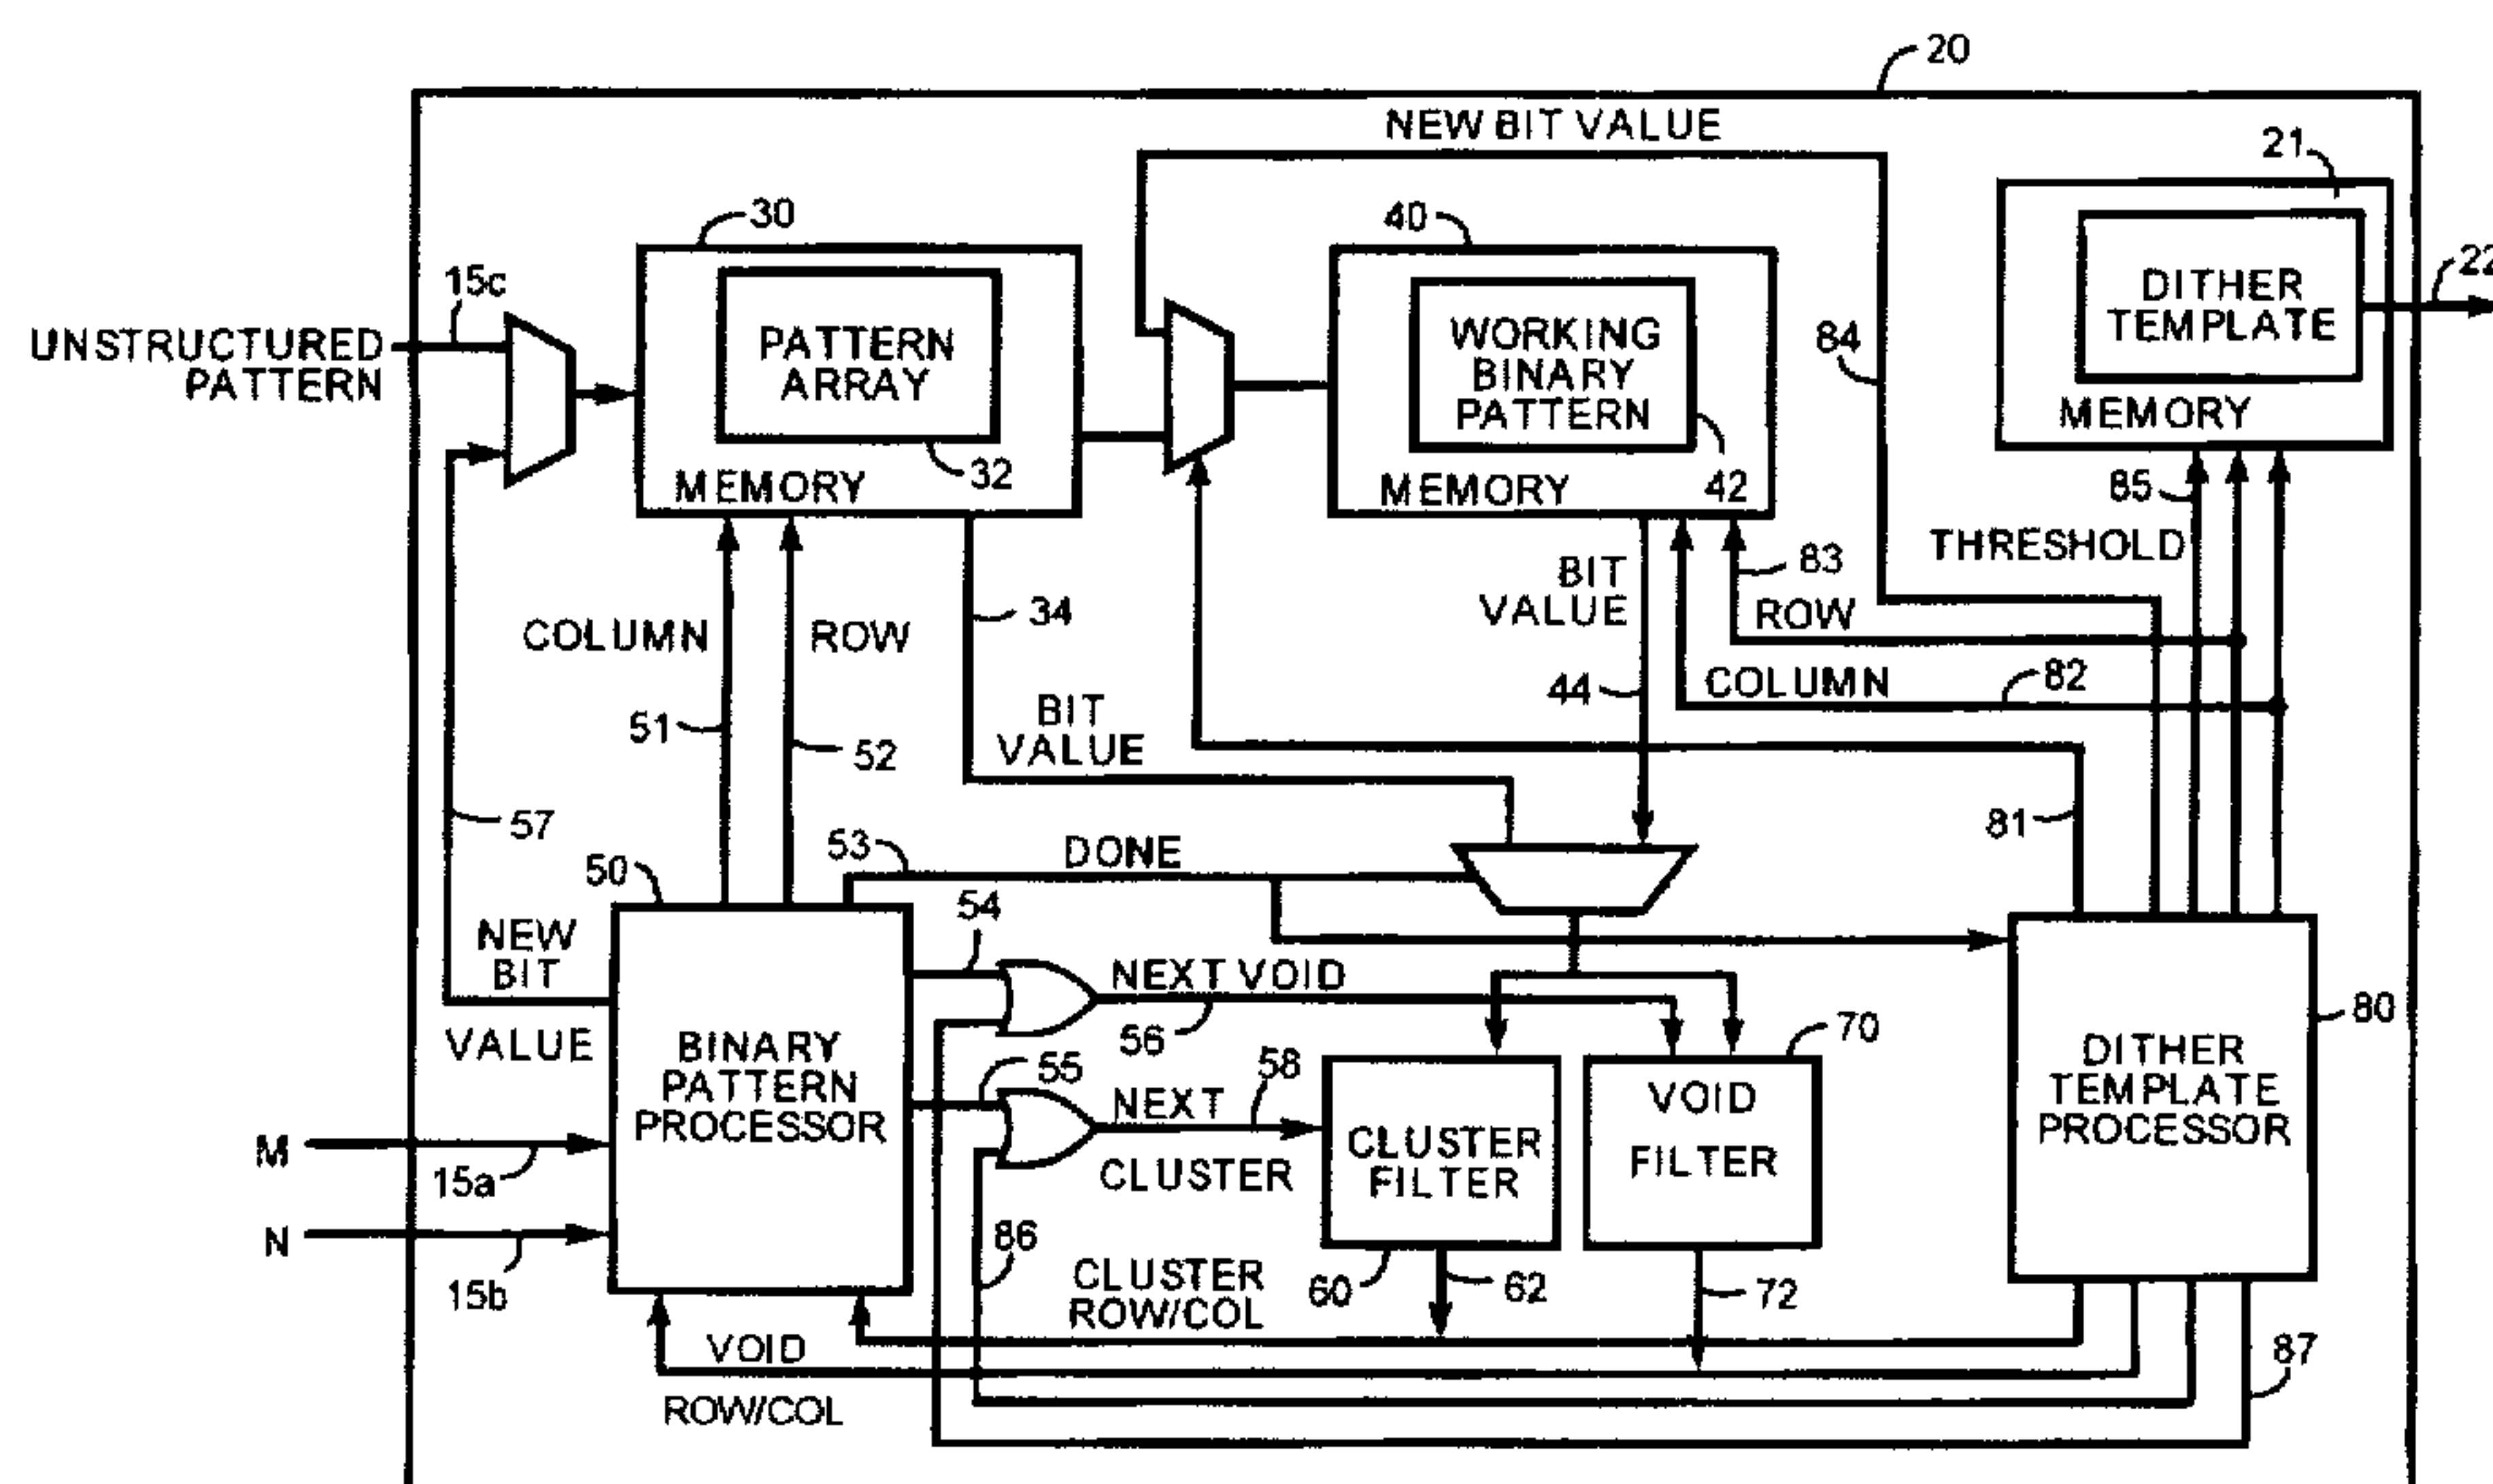 20
NEW BIT VALUE
21
30
40
15c
UNSTRUCTURED
PATTERN
PATTERN
ARRAY
32
MEMORY
WORKING
BINARY
PATTERN
42
MEMORY
84
DITHER
TEMPLATE
MEMORY
22
85
THRESHOLD
BIT
VALUE
83
ROW
34
COLUMN
ROW
44
COLUMN
82
51
52
BIT
VALUE
57
53
DONE
81
50
54
NEW
BIT
VALUE
NEXT VOID
56
BINARY
PATTERN
PROCESSOR
55
NEXT
CLUSTER
58
70
80
CLUSTER
FILTER
VOID
FILTER
DITHER
TEMPLATE
PROCESSOR
M
15a
N
15b
86
CLUSTER
ROW/COL
60
62
72
VOID
ROW/COL
87